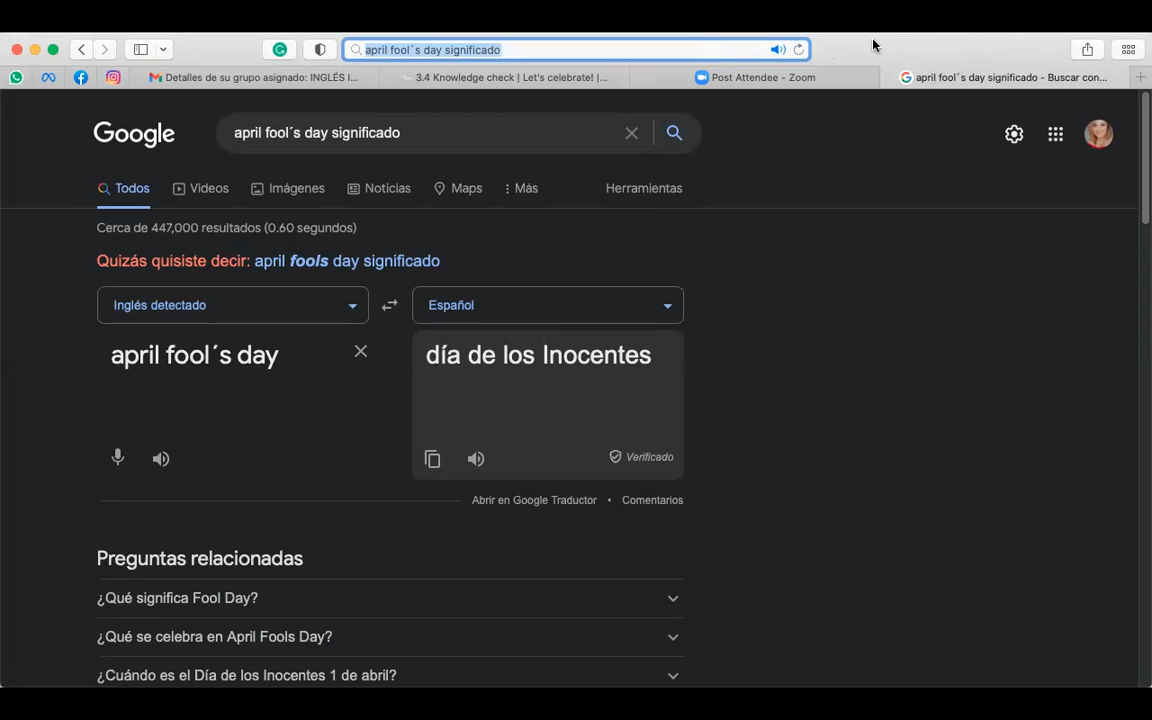 april fool´s day significado
Detalles de su grupo asignado: INGLÉS I...
3.4 Knowledge check | Let's celebrate! |...
Post Attendee - Zoom
april fool´s day significado - Buscar con...
Google
april fool´s day significado
Todos
Videos
Imágenes
Noticias
Maps
Más
Herramientas
Cerca de 447,000 resultados (0.60 segundos)
Quizás quisiste decir: april fools day significado
Inglés detectado
Español
april fool´s day
día de los Inocentes
Verificado
Abrir en Google Traductor • Comentarios
Preguntas relacionadas
¿Qué significa Fool Day?
¿Qué se celebra en April Fools Day?
¿Cuándo es el Día de los Inocentes 1 de abril?